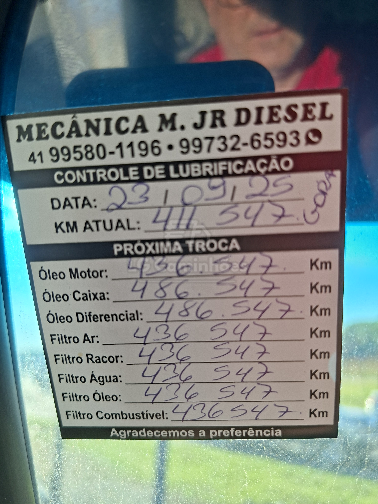 MECÂNICA M. JR DIESEL
41 99580-1196 • 99732-6593
CONTROLE DE LUBRIFICAÇÃO
DATA: 23 / 09 / 25
KM ATUAL: 411.547
PRÓXIMA TROCA
Óleo Motor: 436.547 Km
Óleo Caixa: 486.547 Km
Óleo Diferencial: 486.547 Km
Filtro Ar: 436 547 Km
Filtro Racor: 436 547 Km
Filtro Água: 436 547 Km
Filtro Óleo: 436 547 Km
Filtro Combustível: 436 547 Km
Agradecemos a preferência